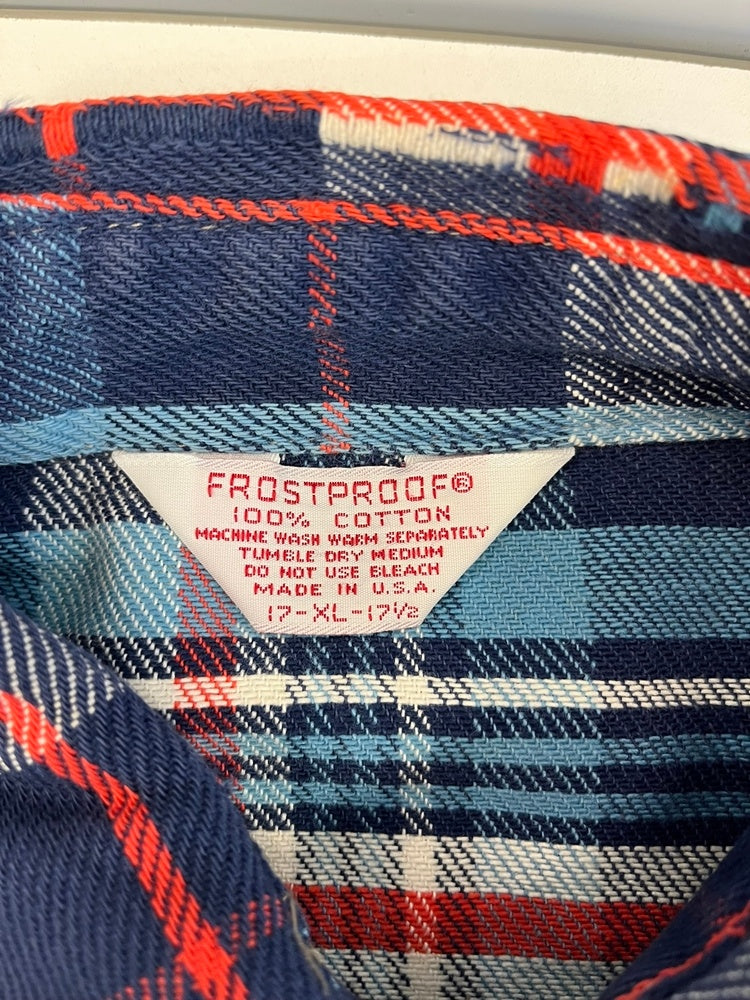 FROSTPROOF®
100% COTTON
MACHINE WASH WARM SEPARATELY
TUMBLE DRY MEDIUM
DO NOT USE BLEACH
MADE IN U.S.A.
17-XL-17½